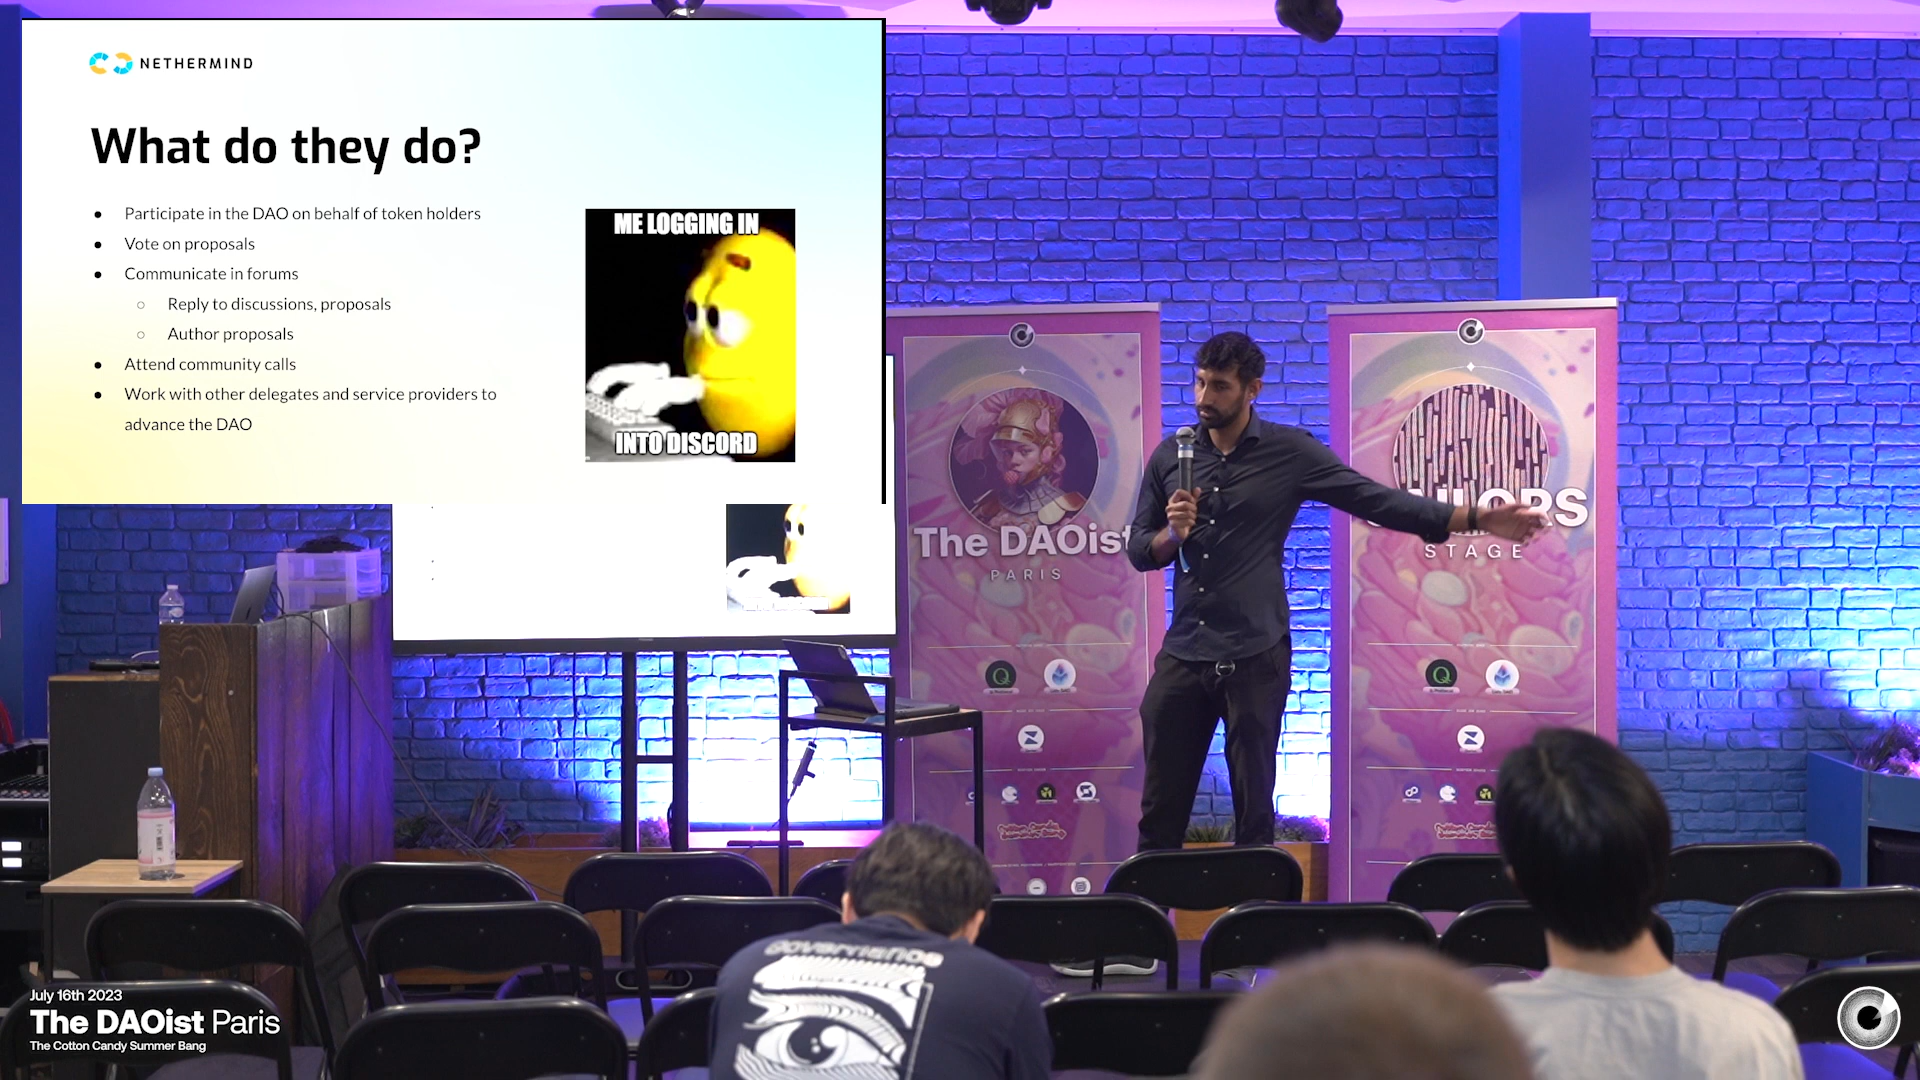 NETHERMIND
What do they do?
Participate in the DAO on behalf of token holders
Vote on proposals
Communicate in forums
Reply to discussions, proposals
Author proposals
Attend community calls
Work with other delegates and service providers to
advance the DAO
ME LOGGING IN
INTO DISCORD
The DAOist
PARIS
STAGE
Governance
July 16th 2023
The DAOist Paris
The Cotton Candy Summer Bang